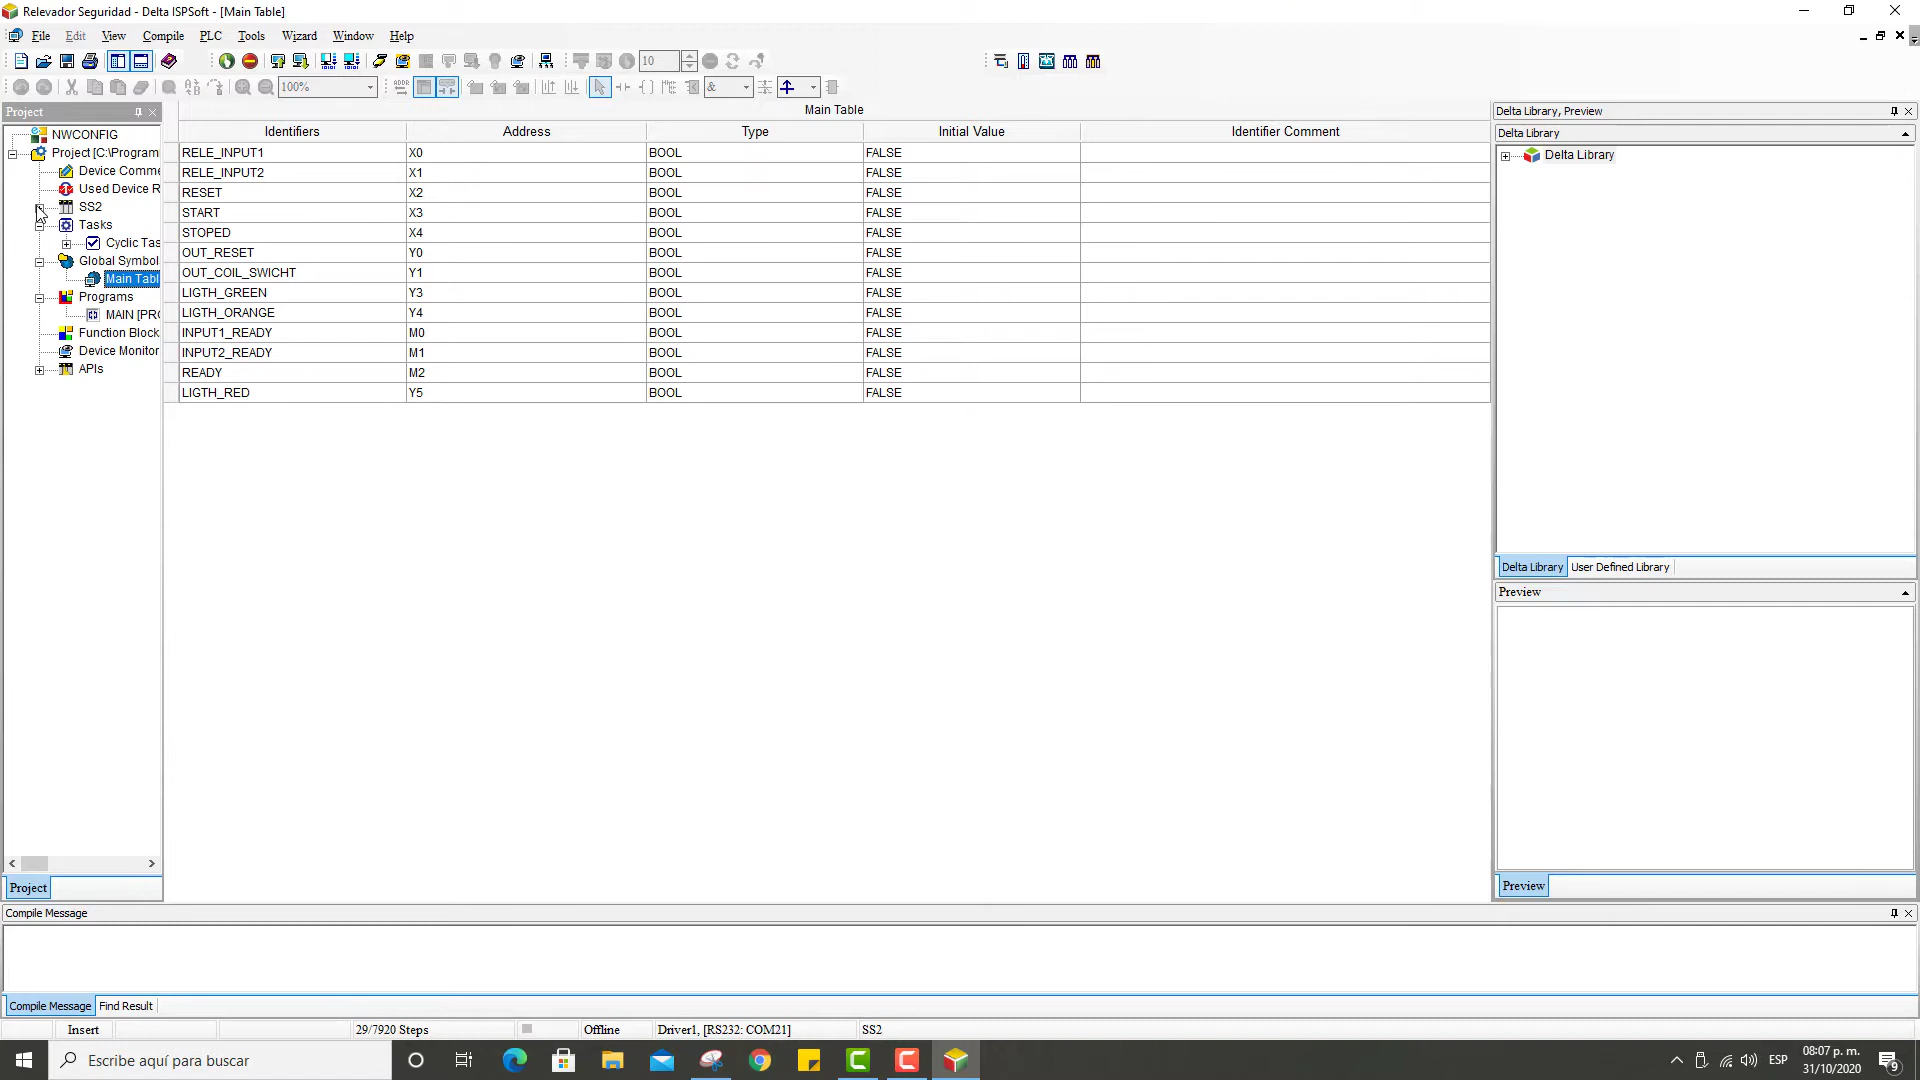 Relevador Seguridad - Delta ISPSoft - [Main Table]
File Edit View Compile PLC Tools Wizard Window Help
10
100% &
Project
NWCONFIG
Project [C:\Program
Device Comme
Used Device R
SS2
Tasks
Cyclic Tas
Global Symbol
Main Tabl
Programs
MAIN [PRO
Function Block
Device Monitor
APIs
Project
Main Table
Identifiers Address Type Initial Value Identifier Comment
RELE_INPUT1 X0 BOOL FALSE
RELE_INPUT2 X1 BOOL FALSE
RESET X2 BOOL FALSE
START X3 BOOL FALSE
STOPED X4 BOOL FALSE
OUT_RESET Y0 BOOL FALSE
OUT_COIL_SWICHT Y1 BOOL FALSE
LIGTH_GREEN Y3 BOOL FALSE
LIGTH_ORANGE Y4 BOOL FALSE
INPUT1_READY M0 BOOL FALSE
INPUT2_READY M1 BOOL FALSE
READY M2 BOOL FALSE
LIGTH_RED Y5 BOOL FALSE
Delta Library, Preview
Delta Library
Delta Library
Delta Library User Defined Library
Preview
Preview
Compile Message
Compile Message Find Result
Insert 29/7920 Steps Offline Driver1, [RS232: COM21] SS2
Escribe aquí para buscar
ESP
08:07 p. m.
31/10/2020
9